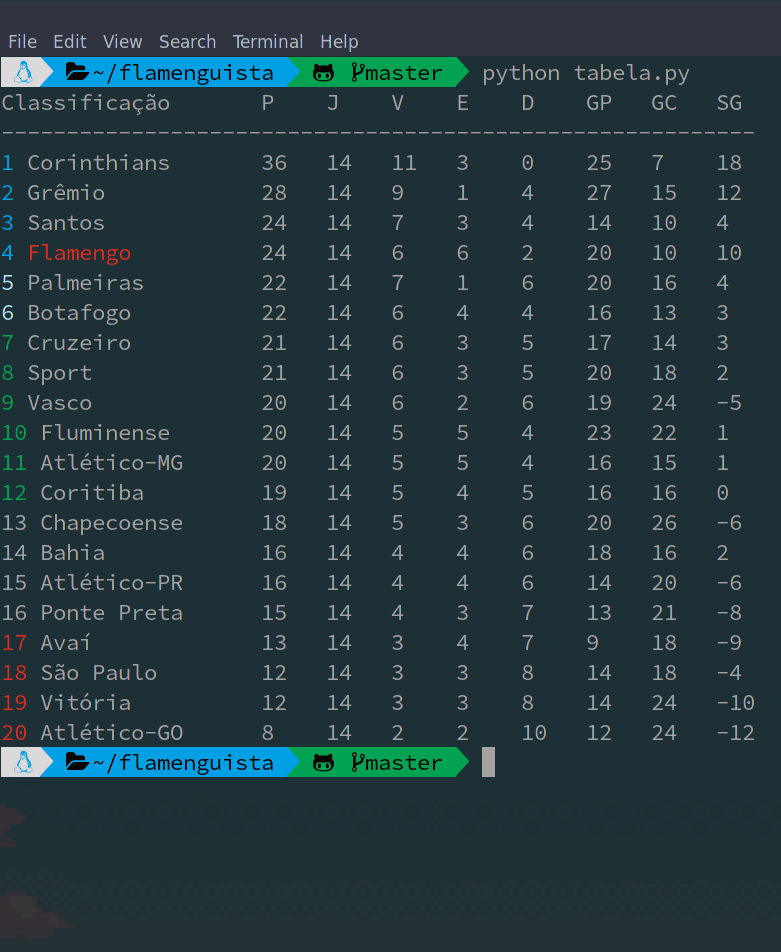 File Edit View Search Terminal Help
~/flamenguista master python tabela.py
Classificação P J V E D GP GC SG
----------------------------------------------------------
1 Corinthians 36 14 11 3 0 25 7 18
2 Grêmio 28 14 9 1 4 27 15 12
3 Santos 24 14 7 3 4 14 10 4
4 Flamengo 24 14 6 6 2 20 10 10
5 Palmeiras 22 14 7 1 6 20 16 4
6 Botafogo 22 14 6 4 4 16 13 3
7 Cruzeiro 21 14 6 3 5 17 14 3
8 Sport 21 14 6 3 5 20 18 2
9 Vasco 20 14 6 2 6 19 24 -5
10 Fluminense 20 14 5 5 4 23 22 1
11 Atlético-MG 20 14 5 5 4 16 15 1
12 Coritiba 19 14 5 4 5 16 16 0
13 Chapecoense 18 14 5 3 6 20 26 -6
14 Bahia 16 14 4 4 6 18 16 2
15 Atlético-PR 16 14 4 4 6 14 20 -6
16 Ponte Preta 15 14 4 3 7 13 21 -8
17 Avaí 13 14 3 4 7 9 18 -9
18 São Paulo 12 14 3 3 8 14 18 -4
19 Vitória 12 14 3 3 8 14 24 -10
20 Atlético-GO 8 14 2 2 10 12 24 -12
~/flamenguista master